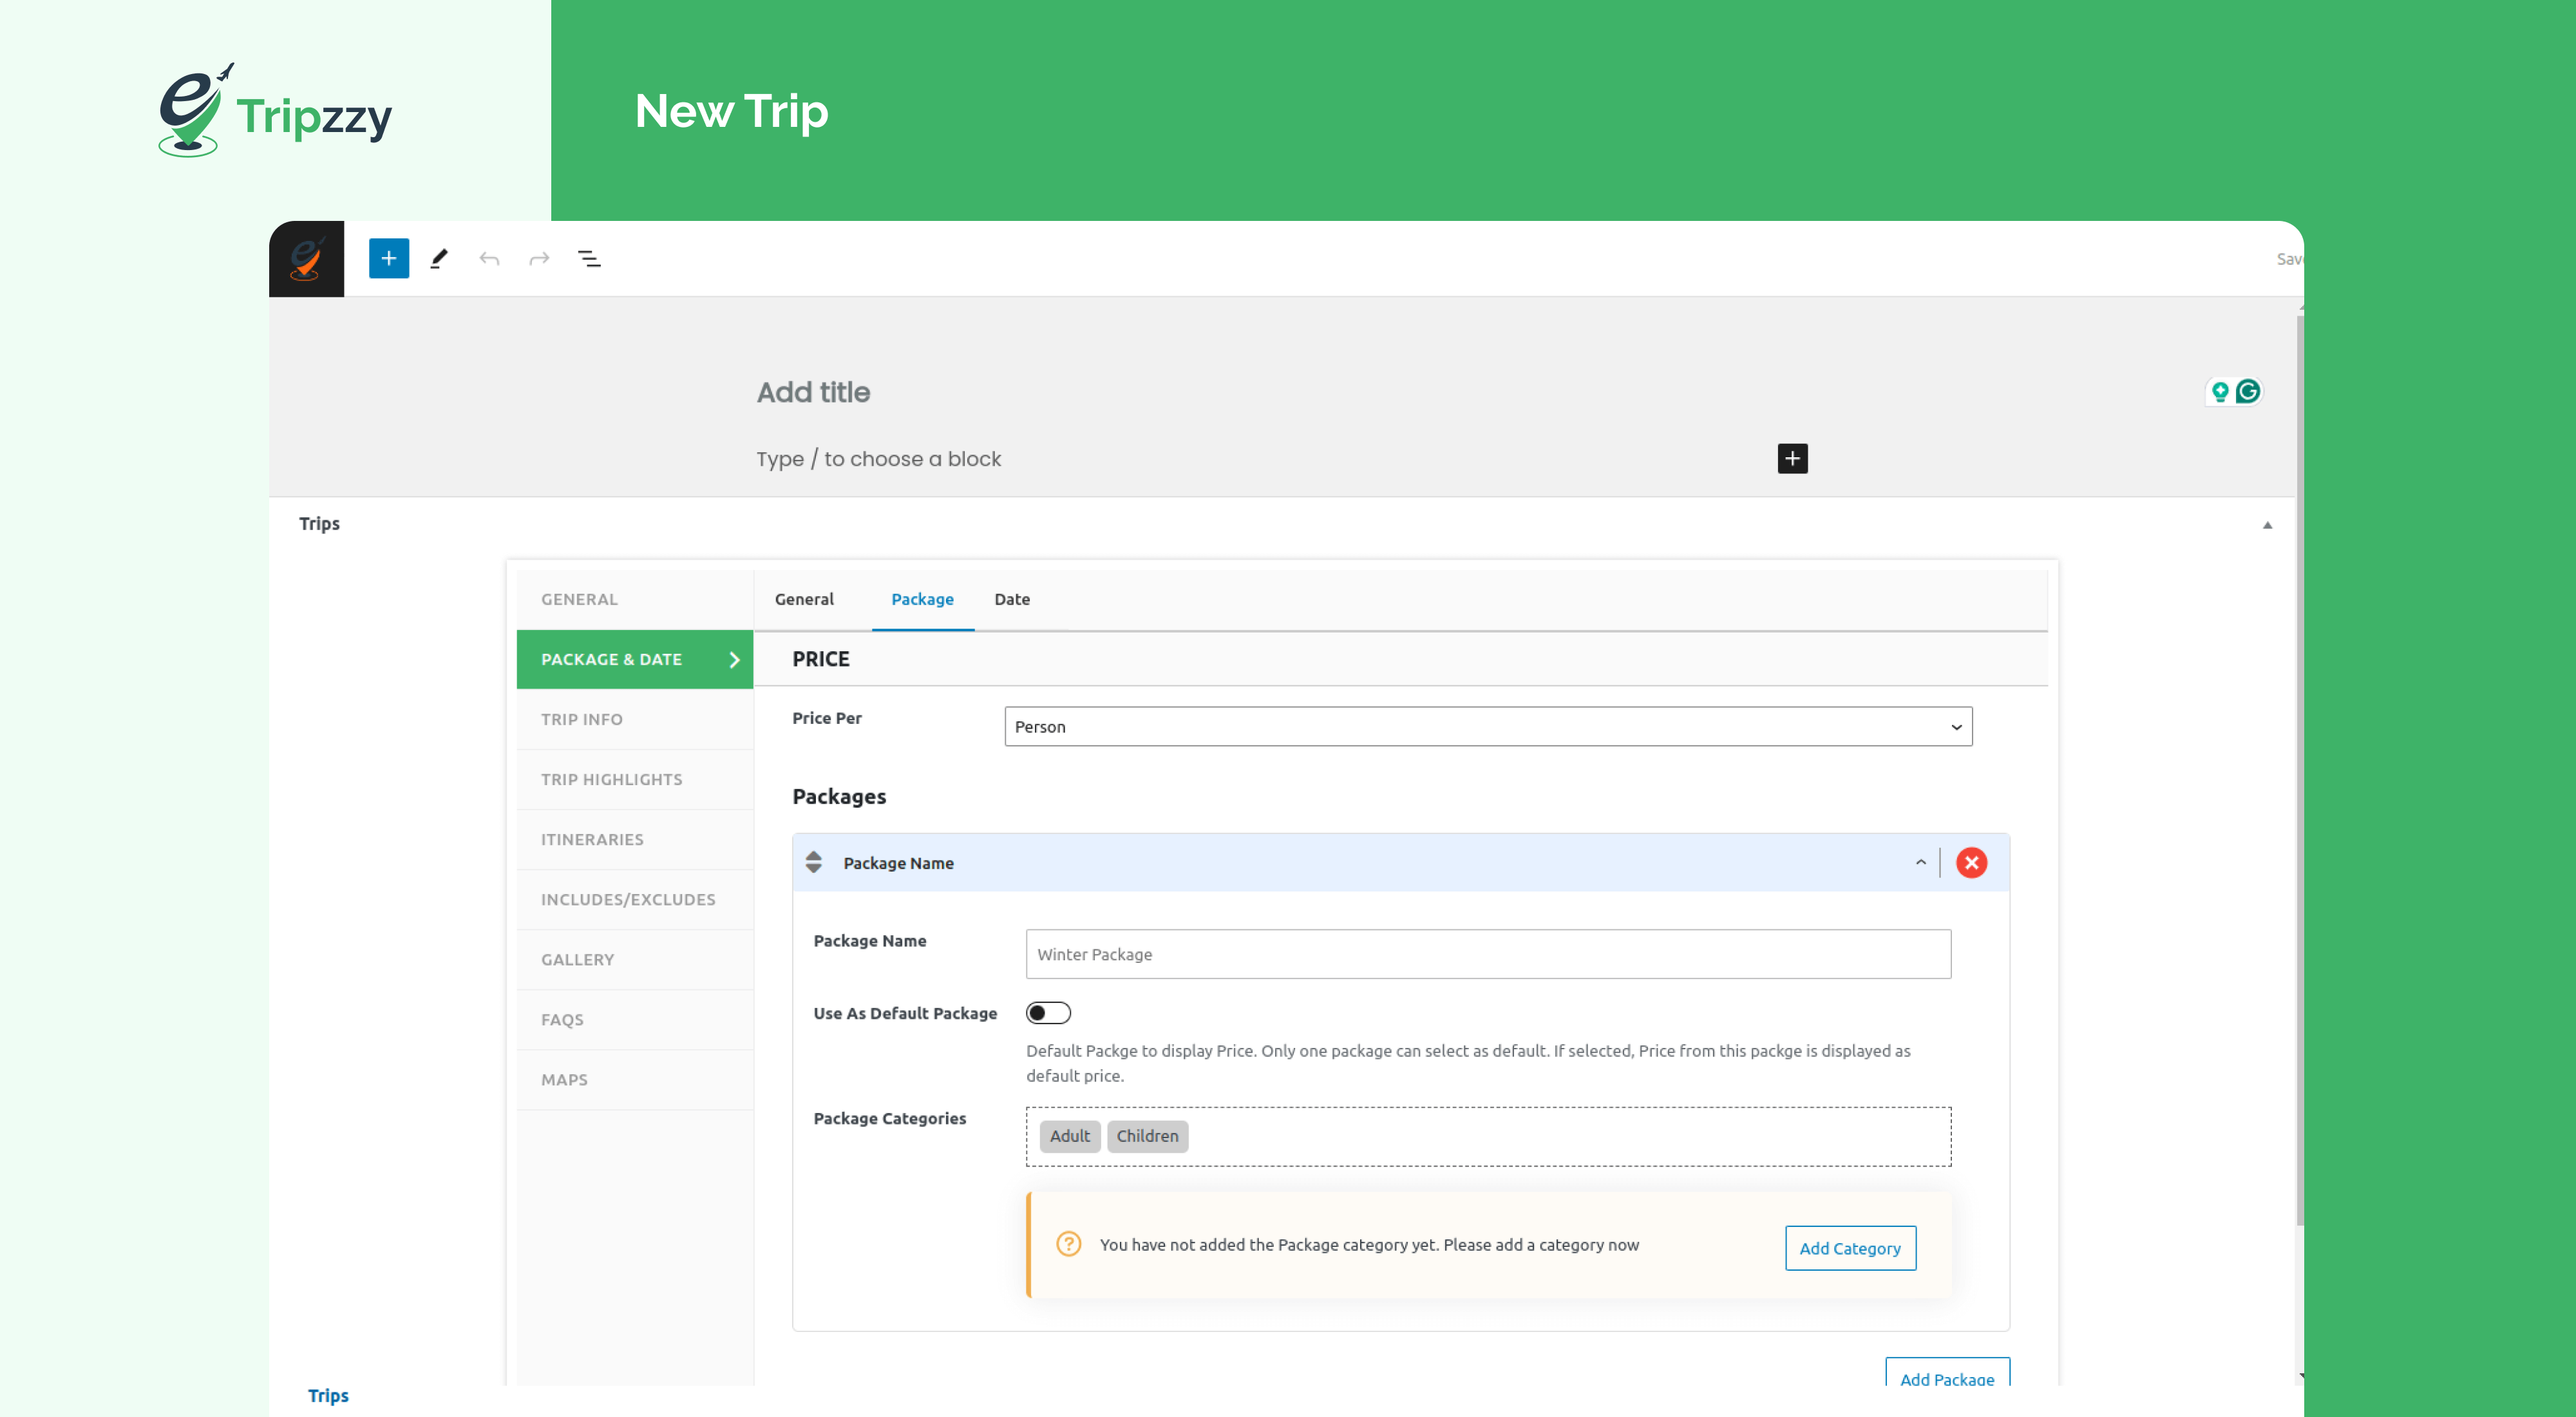 Tripzzy
New Trip
Save
Add title
Type / to choose a block
Trips
GENERAL
PACKAGE & DATE
TRIP INFO
TRIP HIGHLIGHTS
ITINERARIES
INCLUDES/EXCLUDES
GALLERY
FAQS
MAPS
General Package Date
PRICE
Price Per Person
Packages
Package Name
Package Name Winter Package
Use As Default Package
Default Packge to display Price. Only one package can select as default. If selected, Price from this packge is displayed as
default price.
Package Categories Adult Children
You have not added the Package category yet. Please add a category now Add Category
Add Package
Trips